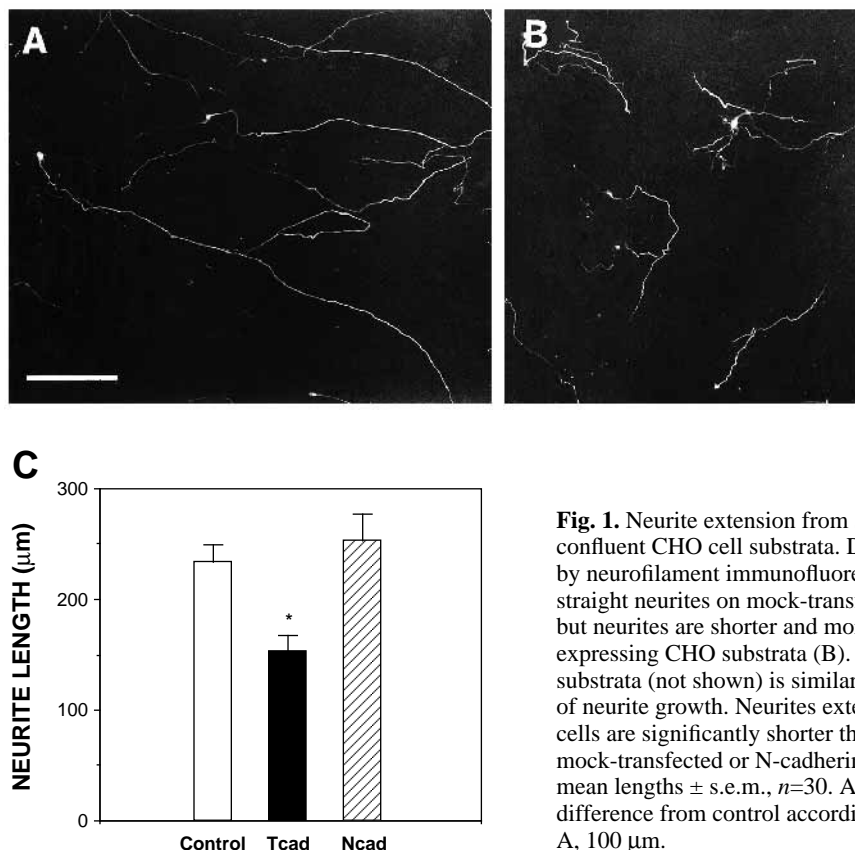 A
B
C
300
200
100
0
NEURITE LENGTH (µm)
*
Control Tcad Ncad
Fig. 1. Neurite extension from
confluent CHO cell substrata. D
by neurofilament immunofluore
straight neurites on mock-transf
but neurites are shorter and mor
expressing CHO substrata (B).
substrata (not shown) is similar
of neurite growth. Neurites exte
cells are significantly shorter th
mock-transfected or N-cadherin
mean lengths ± s.e.m., n=30. A
difference from control accordi
A, 100 µm.